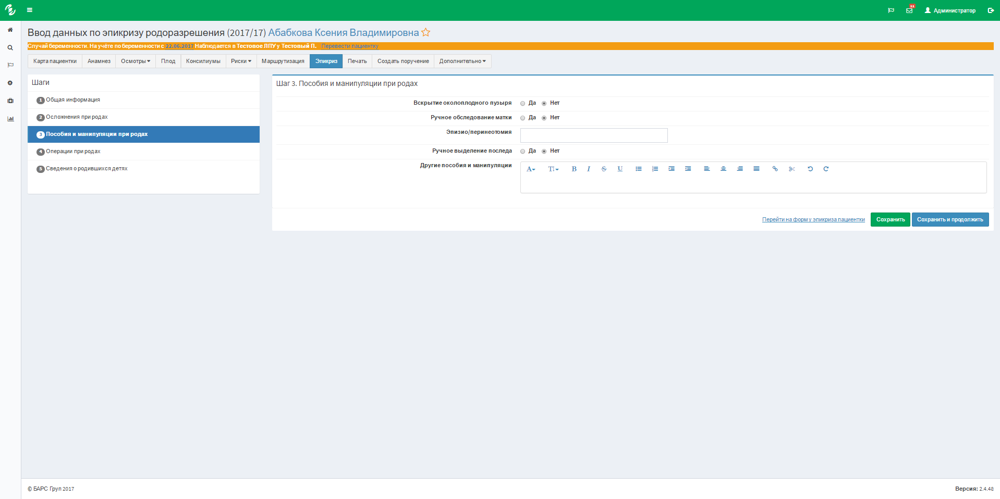 11
Администратор
Ввод данных по эпикризу родоразрешения (2017/17) Абабкова Ксения Владимировна
Случай беременности. На учёте по беременности с 22.06.2017 Наблюдается в Тестовое ЛПУ у Тестовый П. Перевести пациентку
Карта пациентки Анамнез Осмотры Плод Консилиумы Риски Маршрутизация Эпикриз Печать Создать поручение Дополнительно
Шаги
1 Общая информация
2 Осложнения при родах
3 Пособия и манипуляции при родах
4 Операции при родах
5 Сведения о родившихся детях
Шаг 3. Пособия и манипуляции при родах
Вскрытие околоплодного пузыря Да Нет
Ручное обследование матки Да Нет
Эпизио/перинеотомия
Ручное выделение последа Да Нет
Другие пособия и манипуляции
Перейти на форму эпикриза пациентки Сохранить Сохранить и продолжить
© БАРС Груп 2017
Версия: 2.4.48